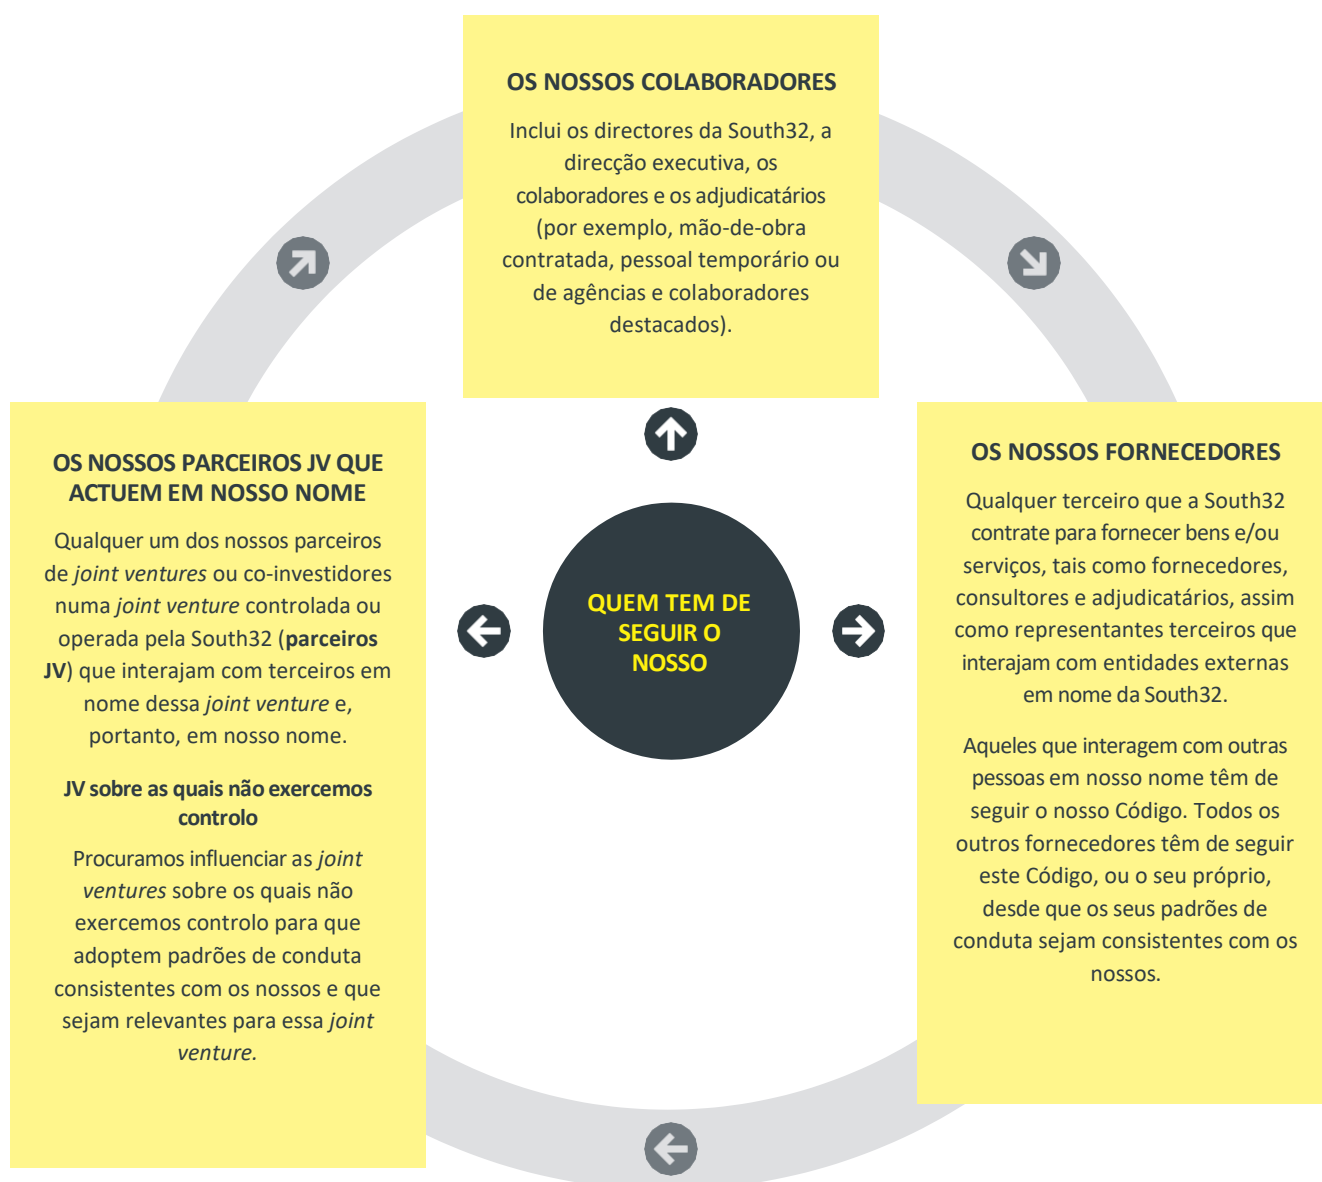 OS NOSSOS COLABORADORES
Inclui os directores da South32, a
direcção executiva, os
colaboradores e os adjudicatários
(por exemplo, mão-de-obra
contratada, pessoal temporário ou
de agências e colaboradores
destacados).
OS NOSSOS PARCEIROS JV QUE
ACTUEM EM NOSSO NOME
Qualquer um dos nossos parceiros
de joint ventures ou co-investidores
numa joint venture controlada ou
operada pela South32 (parceiros
JV) que interajam com terceiros em
nome dessa joint venture e,
portanto, em nosso nome.
JV sobre as quais não exercemos
controlo
Procuramos influenciar as joint
ventures sobre os quais não
exercemos controlo para que
adoptem padrões de conduta
consistentes com os nossos e que
sejam relevantes para essa joint
venture.
QUEM TEM DE
SEGUIR O
NOSSO
OS NOSSOS FORNECEDORES
Qualquer terceiro que a South32
contrate para fornecer bens e/ou
serviços, tais como fornecedores,
consultores e adjudicatários, assim
como representantes terceiros que
interajam com entidades externas
em nome da South32.
Aqueles que interagem com outras
pessoas em nosso nome têm de
seguir o nosso Código. Todos os
outros fornecedores têm de seguir
este Código, ou o seu próprio,
desde que os seus padrões de
conduta sejam consistentes com os
nossos.